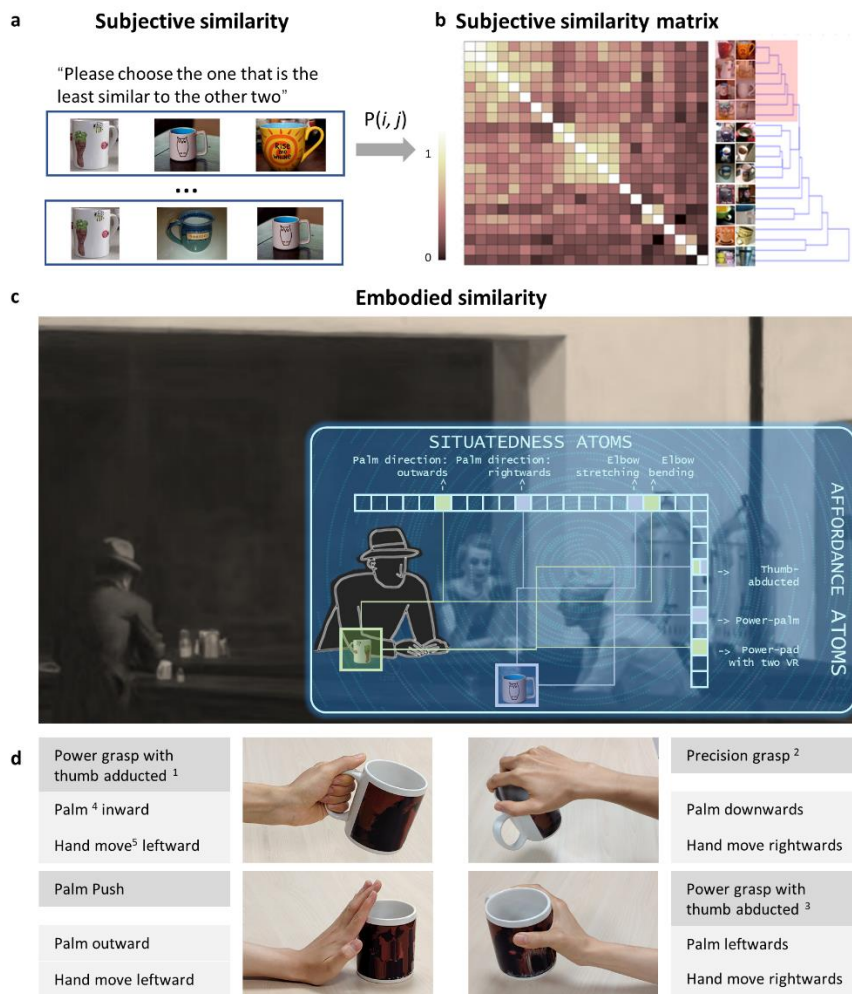 a Subjective similarity
“Please choose the one that is the
least similar to the other two”
RISE
AND
...
P(i, j)
b Subjective similarity matrix
1
0
c Embodied similarity
SITUATEDNESS ATOMS
Palm direction:
outwards
Palm direction:
rightwards
Elbow
stretching
Elbow
bending
AFFORDANCE ATOMS
-> Thumb-
abducted
-> Power-palm
-> Power-pad
with two VR
d
Power grasp with
thumb adducted 1
Palm 4 inward
Hand move5 leftward
Precision grasp 2
Palm downwards
Hand move rightwards
Palm Push
Palm outward
Hand move leftward
Power grasp with
thumb abducted 3
Palm leftwards
Hand move rightwards